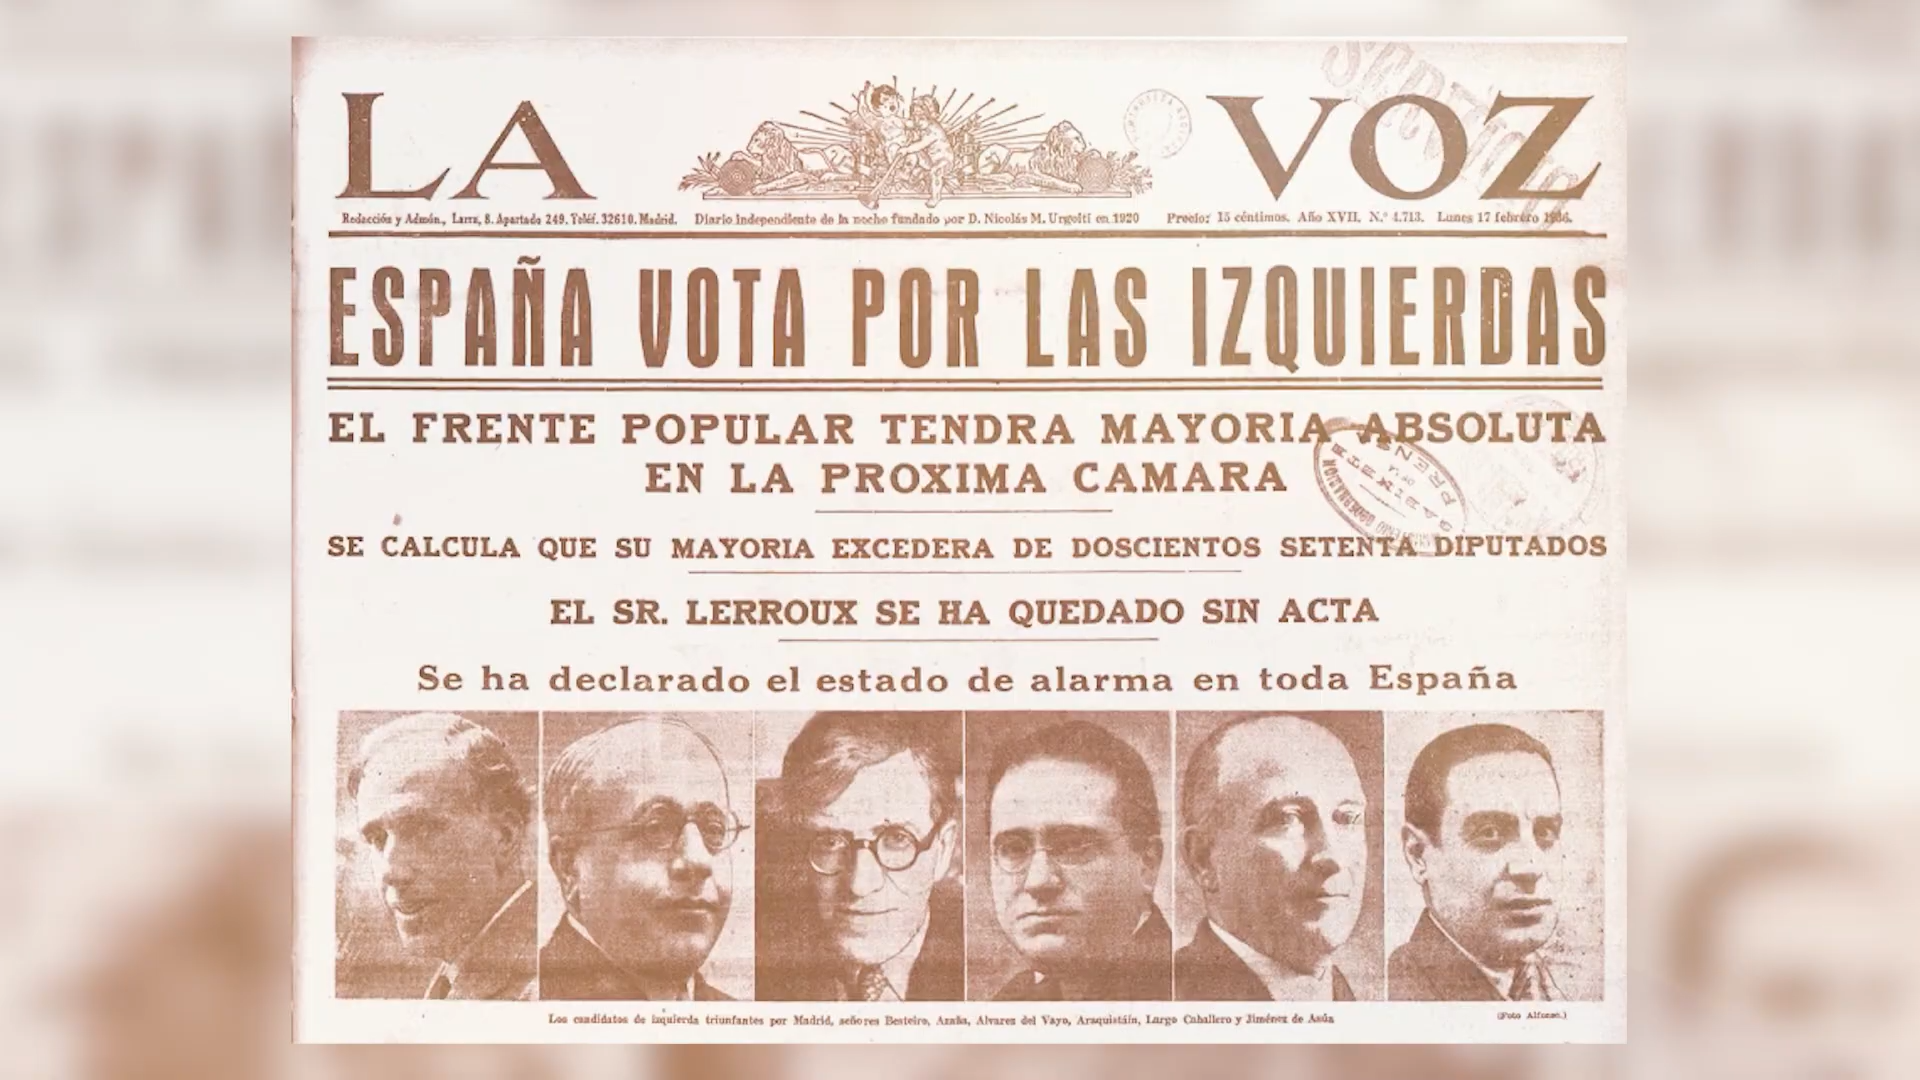 LA VOZ
Redacción y Admón., Larra, 8. Apartado 249. Teléf. 32610. Madrid. Diario independiente de la noche fundado por D. Nicolás M. Urgoiti en 1920 Precio: 15 céntimos. Año XVII. N.º 4.713. Lunes 17 febrero 1936.
ESPAÑA VOTA POR LAS IZQUIERDAS
EL FRENTE POPULAR TENDRA MAYORIA ABSOLUTA
EN LA PROXIMA CAMARA
SE CALCULA QUE SU MAYORIA EXCEDERA DE DOSCIENTOS SETENTA DIPUTADOS
EL SR. LERROUX SE HA QUEDADO SIN ACTA
Se ha declarado el estado de alarma en toda España
Los candidatos de izquierda triunfantes por Madrid, señores Besteiro, Azaña, Alvarez del Vayo, Araquistáin, Largo Caballero y Jiménez de Asúa
(Foto Alfonso.)